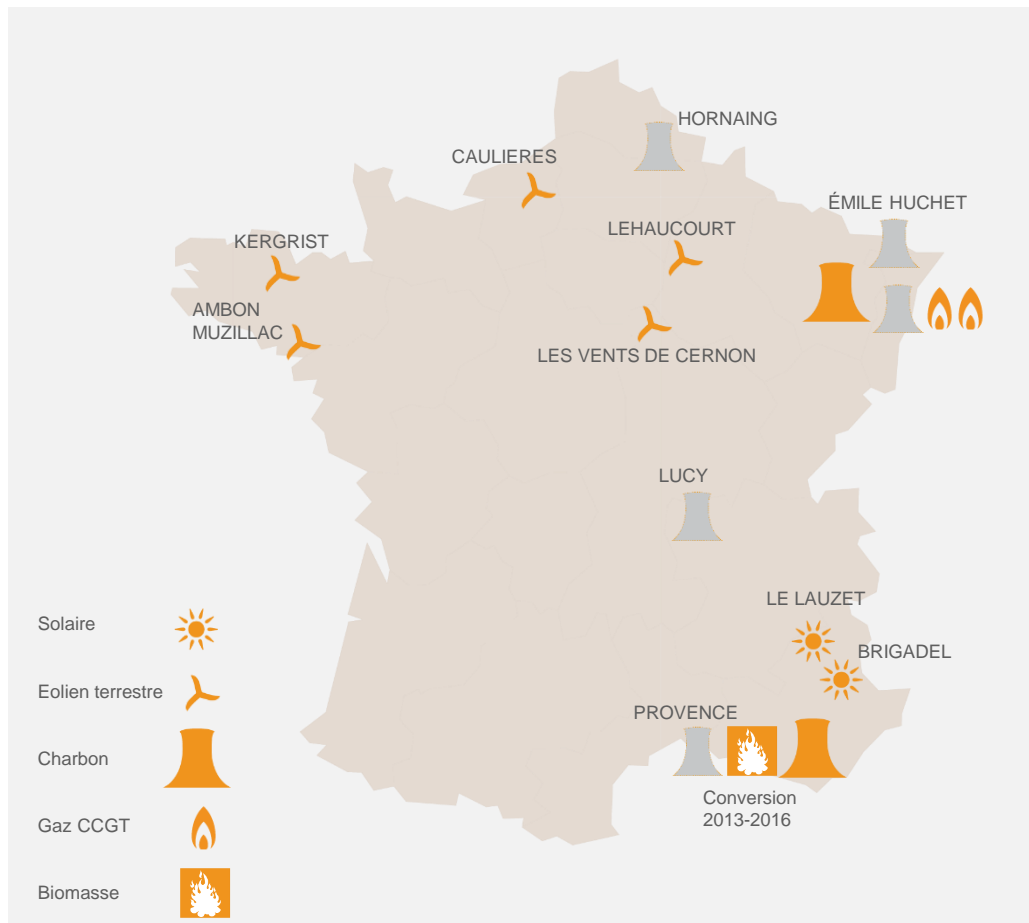 HORNAING
CAULIERES
ÉMILE HUCHET
LEHAUCOURT
KERGRIST
AMBON
MUZILLAC
LES VENTS DE CERNON
LUCY
LE LAUZET
BRIGADEL
PROVENCE
Conversion
2013-2016
Solaire
Eolien terrestre
Charbon
Gaz CCGT
Biomasse